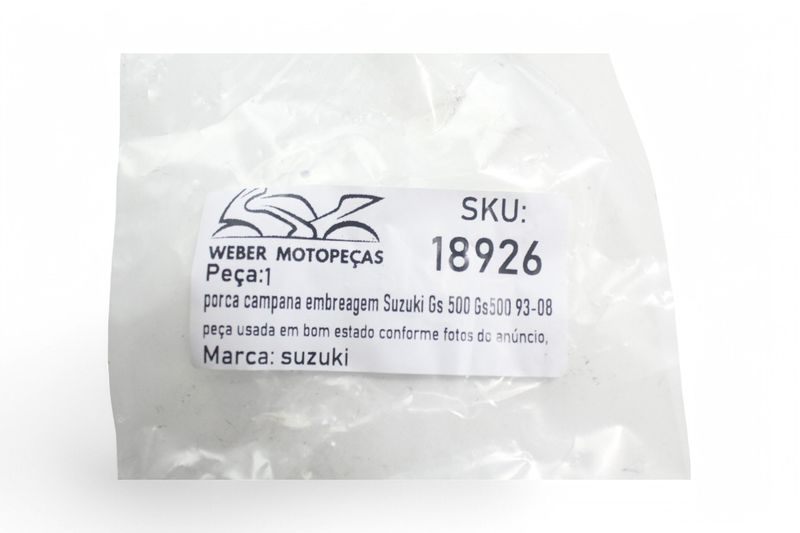 WEBER MOTOPEÇAS
SKU:
18926
Peça:1
porca campana embreagem Suzuki Gs 500 Gs500 93-08
peça usada em bom estado conforme fotos do anúncio,
Marca: suzuki